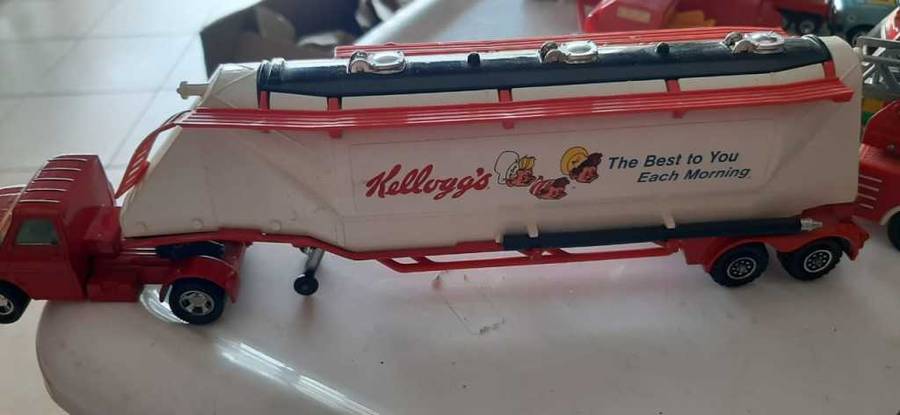 Kellogg's
The Best to You
Each Morning